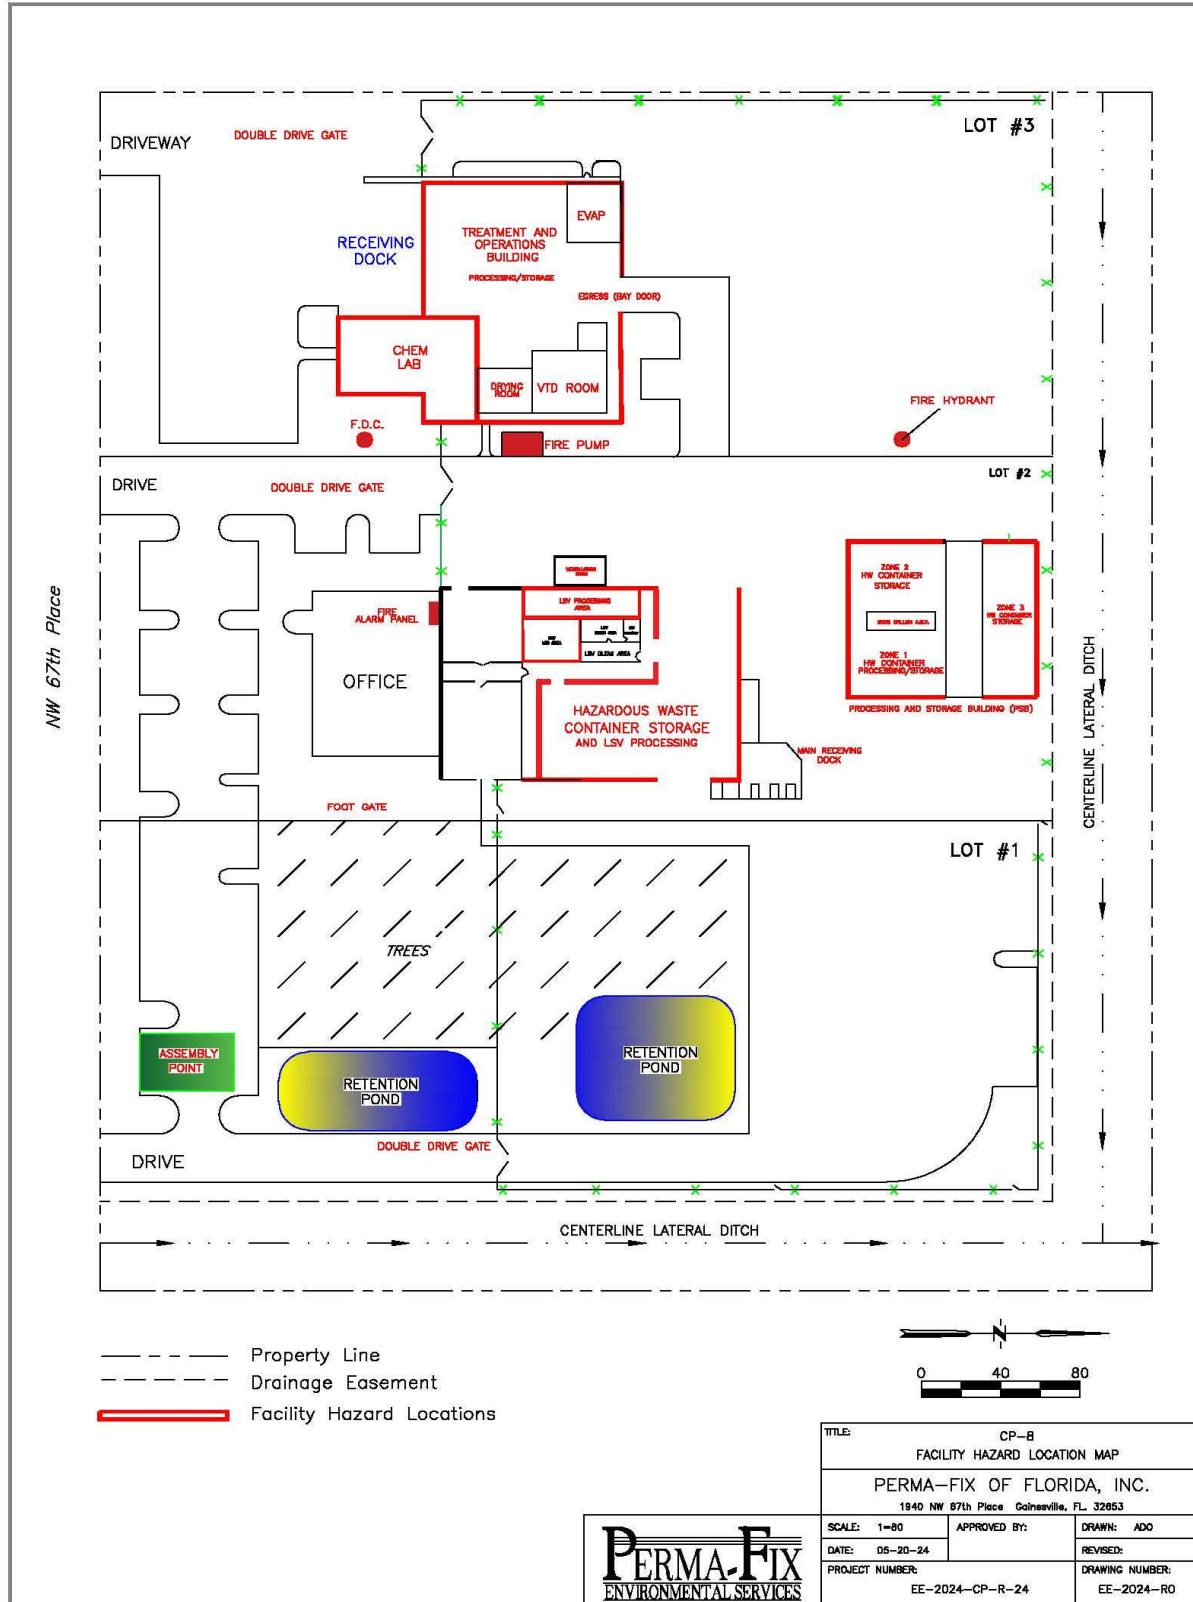 LOT #3
DRIVEWAY
DOUBLE DRIVE GATE
RECEIVING
DOCK
EVAP
TREATMENT AND
OPERATIONS
BUILDING
PROCESSING/STORAGE
EGRESS (BAY DOOR)
CHEM
LAB
DRYING
ROOM
VTD ROOM
F.D.C.
FIRE PUMP
FIRE HYDRANT
LOT #2
DRIVE
DOUBLE DRIVE GATE
NW 67th Place
FIRE
ALARM PANEL
OFFICE
LSV PROCESSING
AREA
LSV CLEAN AREA
HAZARDOUS WASTE
CONTAINER STORAGE
AND LSV PROCESSING
MAIN RECEIVING
DOCK
ZONE 2
HW CONTAINER
STORAGE
ZONE 1
HW CONTAINER
PROCESSING/STORAGE
ZONE 3
HW CONTAINER
STORAGE
PROCESSING AND STORAGE BUILDING (PSB)
CENTERLINE LATERAL DITCH
FOOT GATE
LOT #1
TREES
ASSEMBLY
POINT
RETENTION
POND
RETENTION
POND
DOUBLE DRIVE GATE
DRIVE
CENTERLINE LATERAL DITCH
Property Line
Drainage Easement
Facility Hazard Locations
N
0 40 80
TITLE: CP-8
FACILITY HAZARD LOCATION MAP
PERMA-FIX OF FLORIDA, INC.
1940 NW 67th Place Gainesville, FL. 32653
SCALE: 1=80
APPROVED BY:
DRAWN: ADO
DATE: 05-20-24
REVISED:
PROJECT NUMBER:
EE-2024-CP-R-24
DRAWING NUMBER:
EE-2024-R0
PERMA-FIX
ENVIRONMENTAL SERVICES